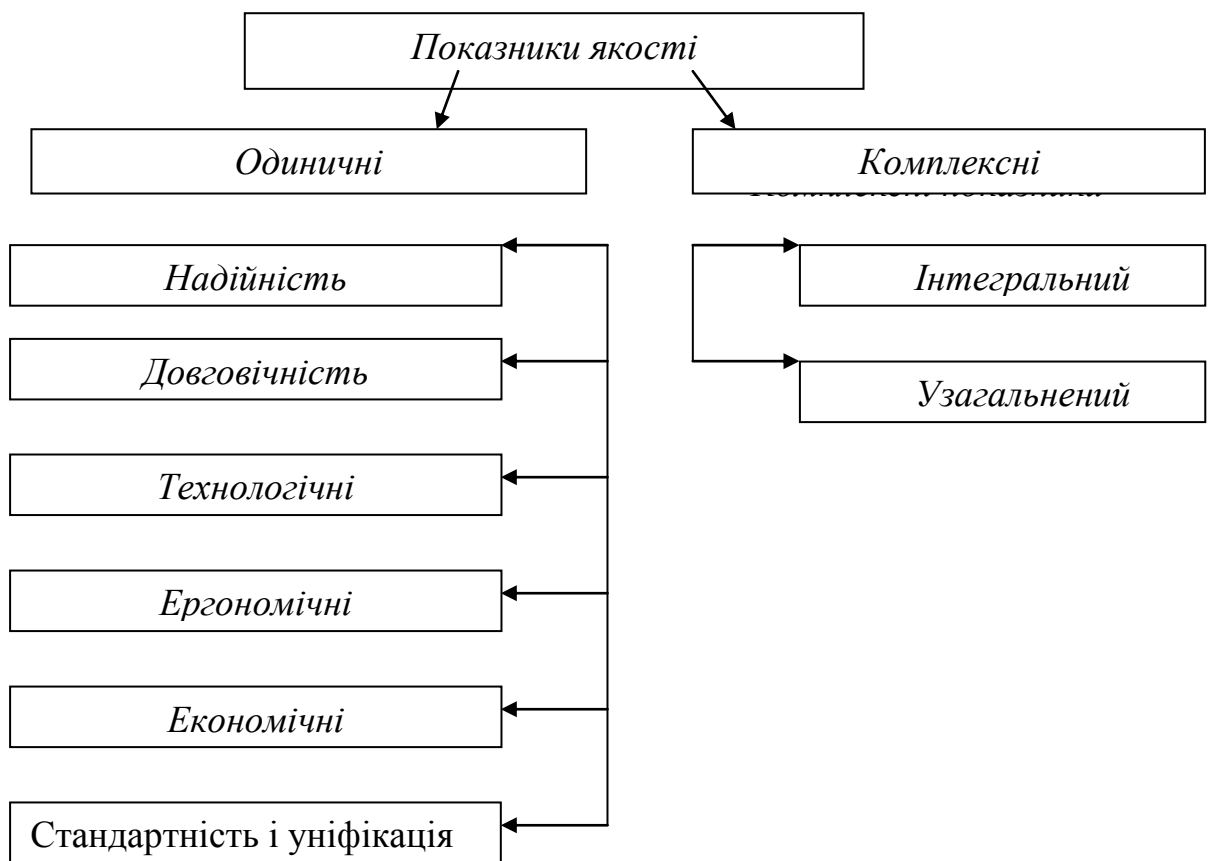 Показники якості
Одиничні
Комплексні
Надійність
Інтегральний
Довговічність
Узагальнений
Технологічні
Ергономічні
Економічні
Стандартність і уніфікація